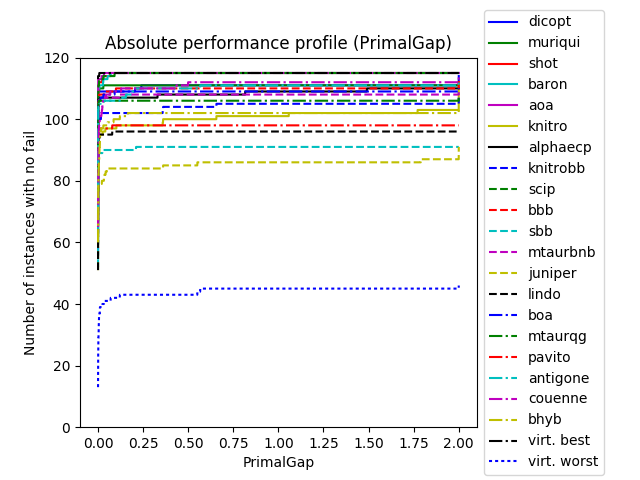 Absolute performance profile (PrimalGap)
Number of instances with no fail
120
100
80
60
40
20
0
0.00 0.25 0.50 0.75 1.00 1.25 1.50 1.75 2.00
PrimalGap
dicopt
muriqui
shot
baron
aoa
knitro
alphaecp
knitrobb
scip
bbb
sbb
mtaurbnb
juniper
lindo
boa
mtaurqg
pavito
antigone
couenne
bhyb
virt. best
virt. worst